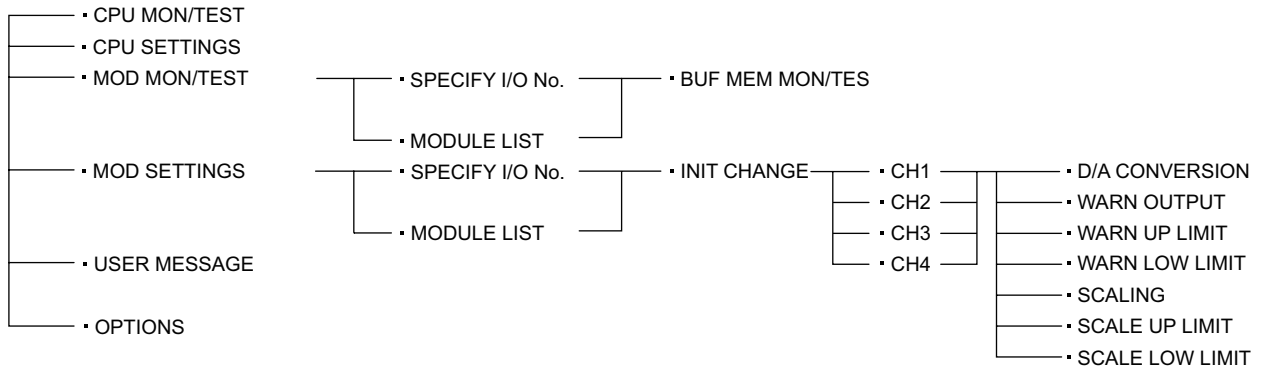 CPU MON/TEST
CPU SETTINGS
MOD MON/TEST
SPECIFY I/O No.
BUF MEM MON/TES
MODULE LIST
MOD SETTINGS
SPECIFY I/O No.
INIT CHANGE
CH1
D/A CONVERSION
CH2
WARN OUTPUT
MODULE LIST
CH3
WARN UP LIMIT
USER MESSAGE
CH4
WARN LOW LIMIT
SCALING
OPTIONS
SCALE UP LIMIT
SCALE LOW LIMIT